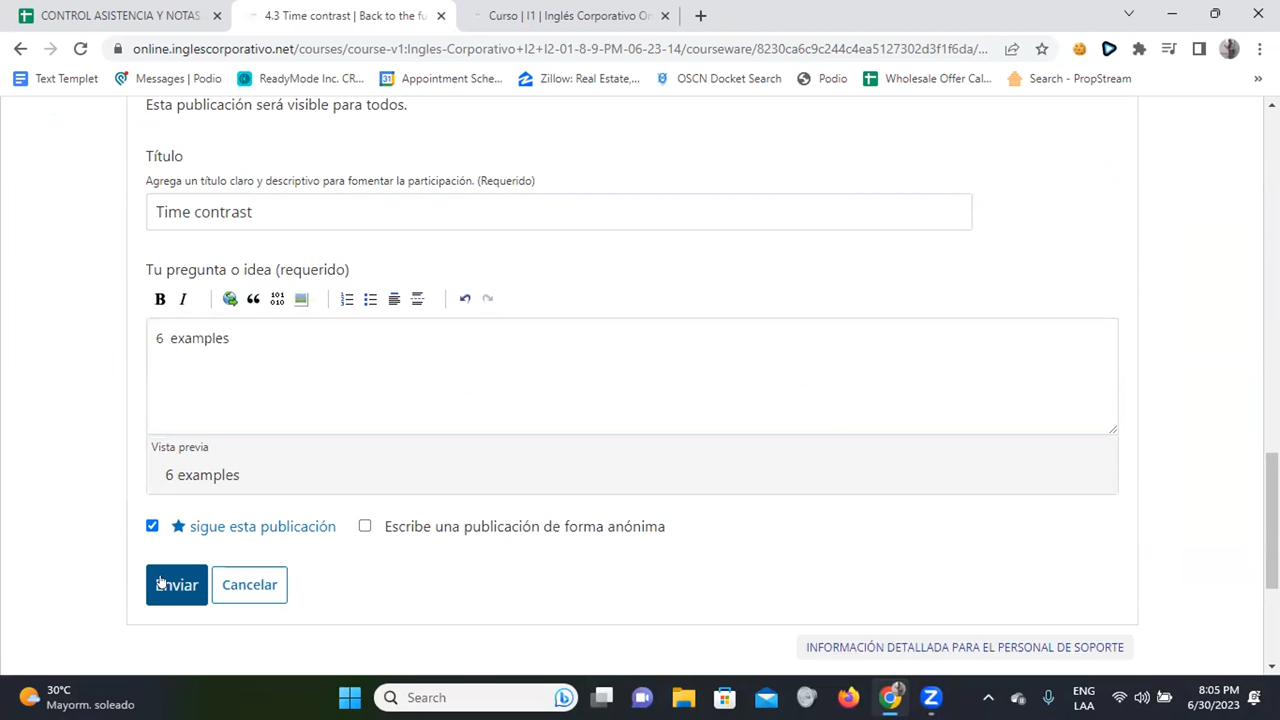 CONTROL ASISTENCIA Y NOTAS
4.3 Time contrast | Back to the fu
Curso | I1 | Inglés Corporativo On
online.inglescorporativo.net/courses/course-v1:Ingles-Corporativo+I2+I2-01-8-9-PM-06-23-14/courseware/8230ca6c9c244c4ea5127302d3f1f6da/...
Text Templet
Messages | Podio
ReadyMode Inc. CR...
Appointment Sche...
Zillow: Real Estate,...
OSCN Docket Search
Podio
Wholesale Offer Cal...
Search - PropStream
»
Esta publicación será visible para todos.
Título
Agrega un título claro y descriptivo para fomentar la participación. (Requerido)
Time contrast
Tu pregunta o idea (requerido)
B I
6  examples
Vista previa
6 examples
sigue esta publicación
Escribe una publicación de forma anónima
Enviar
Cancelar
INFORMACIÓN DETALLADA PARA EL PERSONAL DE SOPORTE
30°C
Mayorm. soleado
Search
ENG
LAA
8:05 PM
6/30/2023